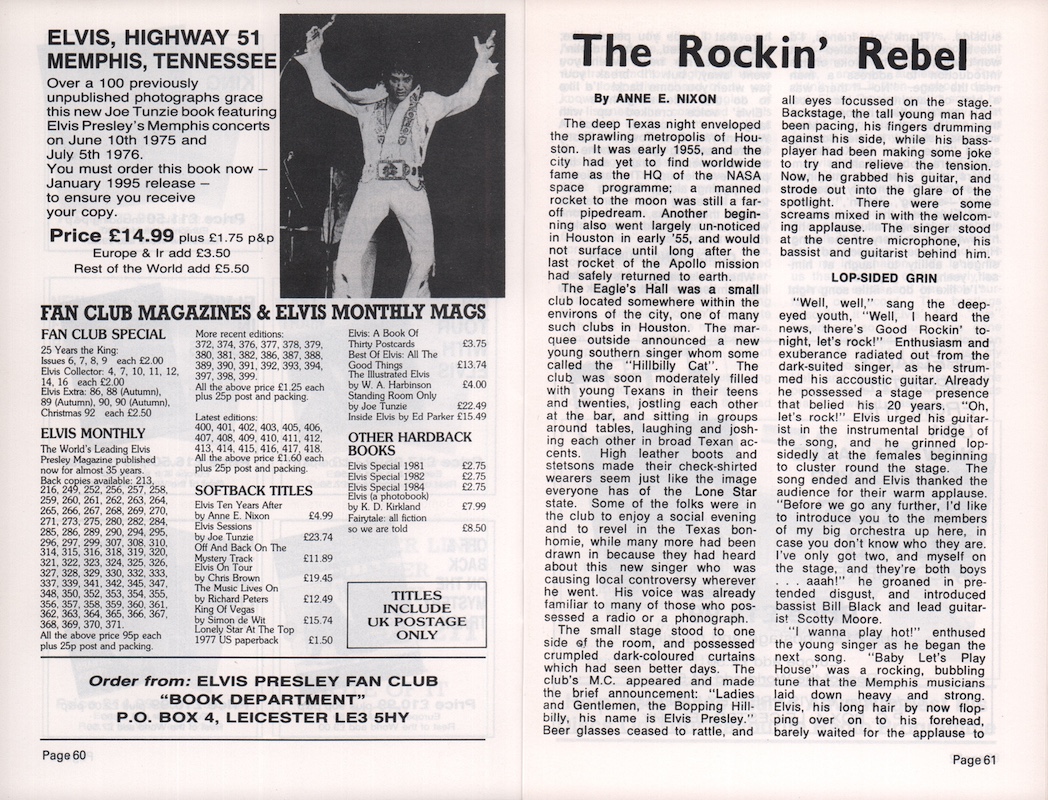 ELVIS, HIGHWAY 51
MEMPHIS, TENNESSEE
Over a 100 previously
unpublished photographs grace
this new Joe Tunzie book featuring
Elvis Presley's Memphis concerts
on June 10th 1975 and
July 5th 1976.
You must order this book now –
January 1995 release –
to ensure you receive
your copy.
Price £14.99 plus £1.75 p&p
Europe & Ir add £3.50
Rest of the World add £5.50
FAN CLUB MAGAZINES & ELVIS MONTHLY MAGS
FAN CLUB SPECIAL
25 Years the King:
Issues 6, 7, 8, 9 each £2.00
Elvis Collector: 4, 7, 10, 11, 12,
14, 16 each £2.00
Elvis Extra: 86, 88 (Autumn),
89 (Autumn), 90, 90 (Autumn),
Christmas 92 each £2.50
ELVIS MONTHLY
The World's Leading Elvis
Presley Magazine published
now for almost 35 years.
Back copies available: 213,
216, 249, 252, 256, 257, 258,
259, 260, 261, 262, 263, 264,
265, 266, 267, 268, 269, 270,
271, 273, 275, 280, 282, 284,
285, 286, 289, 290, 294, 295,
296, 297, 299, 307, 308, 310,
314, 315, 316, 318, 319, 320,
321, 322, 323, 324, 325, 326,
327, 328, 329, 330, 332, 333,
337, 339, 341, 342, 345, 347,
348, 350, 352, 353, 354, 355,
356, 357, 358, 359, 360, 361,
362, 363, 364, 365, 366, 367,
368, 369, 370, 371.
All the above price 95p each
plus 25p post and packing.
More recent editions:
372, 374, 376, 377, 378, 379,
380, 381, 382, 386, 387, 388,
389, 390, 391, 392, 393, 394,
397, 398, 399.
All the above price £1.25 each
plus 25p post and packing.
Latest editions:
400, 401, 402, 403, 405, 406,
407, 408, 409, 410, 411, 412,
413, 414, 415, 416, 417, 418.
All the above price £1.60 each
plus 25p post and packing.
SOFTBACK TITLES
Elvis Ten Years After
by Anne E. Nixon £4.99
Elvis Sessions
by Joe Tunzie £23.74
Off And Back On The
Mystery Track £11.89
Elvis On Tour
by Chris Brown £19.45
The Music Lives On
by Richard Peters £12.49
King Of Vegas
by Simon de Wit £15.74
Lonely Star At The Top
1977 US paperback £1.50
Elvis: A Book Of
Thirty Postcards £3.75
Best Of Elvis: All The
Good Things £13.74
The Illustrated Elvis
by W. A. Harbinson £4.00
Standing Room Only
by Joe Tunzie £22.49
Inside Elvis by Ed Parker £15.49
OTHER HARDBACK
BOOKS
Elvis Special 1981 £2.75
Elvis Special 1982 £2.75
Elvis Special 1984 £2.75
Elvis (a photobook)
by K. D. Kirkland £7.99
Fairytale: all fiction
so we are told £8.50
TITLES
INCLUDE
UK POSTAGE
ONLY
Order from: ELVIS PRESLEY FAN CLUB
"BOOK DEPARTMENT"
P.O. BOX 4, LEICESTER LE3 5HY
Page 60
The Rockin' Rebel
By ANNE E. NIXON
The deep Texas night enveloped
the sprawling metropolis of Hou-
ston. It was early 1955, and the
city had yet to find worldwide
fame as the HQ of the NASA
space programme; a manned
rocket to the moon was still a far-
off pipedream. Another begin-
ning also went largely un-noticed
in Houston in early '55, and would
not surface until long after the
last rocket of the Apollo mission
had safely returned to earth.
The Eagle's Hall was a small
club located somewhere within the
environs of the city, one of many
such clubs in Houston. The mar-
quee outside announced a new
young southern singer whom some
called the "Hillbilly Cat". The
club was soon moderately filled
with young Texans in their teens
and twenties, jostling each other
at the bar, and sitting in groups
around tables, laughing and josh-
ing each other in broad Texan ac-
cents. High leather boots and
stetsons made their check-shirted
wearers seem just like the image
everyone has of the Lone Star
state. Some of the folks were in
the club to enjoy a social evening
and to revel in the Texas bon-
homie, while many more had been
drawn in because they had heard
about this new singer who was
causing local controversy wherever
he went. His voice was already
familiar to many of those who pos-
sessed a radio or a phonograph.
The small stage stood to one
side of the room, and possessed
crumpled dark-coloured curtains
which had seen better days. The
club's M.C. appeared and made
the brief announcement: "Ladies
and Gentlemen, the Bopping Hill-
billy, his name is Elvis Presley."
Beer glasses ceased to rattle, and
all eyes focussed on the stage.
Backstage, the tall young man had
been pacing, his fingers drumming
against his side, while his bass-
player had been making some joke
to try and relieve the tension.
Now, he grabbed his guitar, and
strode out into the glare of the
spotlight. There were some
screams mixed in with the welcom-
ing applause. The singer stood
at the centre microphone, his
bassist and guitarist behind him.
LOP-SIDED GRIN
"Well, well," sang the deep-
eyed youth, "Well, I heard the
news, there's Good Rockin' to-
night, let's rock!" Enthusiasm and
exuberance radiated out from the
dark-suited singer, as he strum-
med his accoustic guitar. Already
he possessed a stage presence
that belied his 20 years. "Oh,
let's rock!" Elvis urged his guitar-
ist in the instrumental bridge of
the song, and he grinned lop-
sidedly at the females beginning
to cluster round the stage. The
song ended and Elvis thanked the
audience for their warm applause.
"Before we go any further, I'd like
to introduce you to the members
of my big orchestra up here, in
case you don't know who they are.
I've only got two, and myself on
the stage, and they're both boys
. . . aaah!" he groaned in pre-
tended disgust, and introduced
bassist Bill Black and lead guitar-
ist Scotty Moore.
"I wanna play hot!" enthused
the young singer as he began the
next song. "Baby Let's Play
House" was a rocking, bubbling
tune that the Memphis musicians
laid down heavy and strong.
Elvis, his long hair by now flop-
ping over on to his forehead,
barely waited for the applause to
Page 61